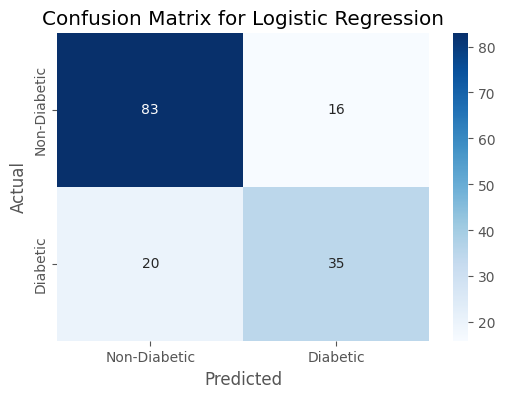 Confusion Matrix for Logistic Regression
Actual
Non-Diabetic
Diabetic
83
16
20
35
Non-Diabetic
Diabetic
Predicted
80
70
60
50
40
30
20